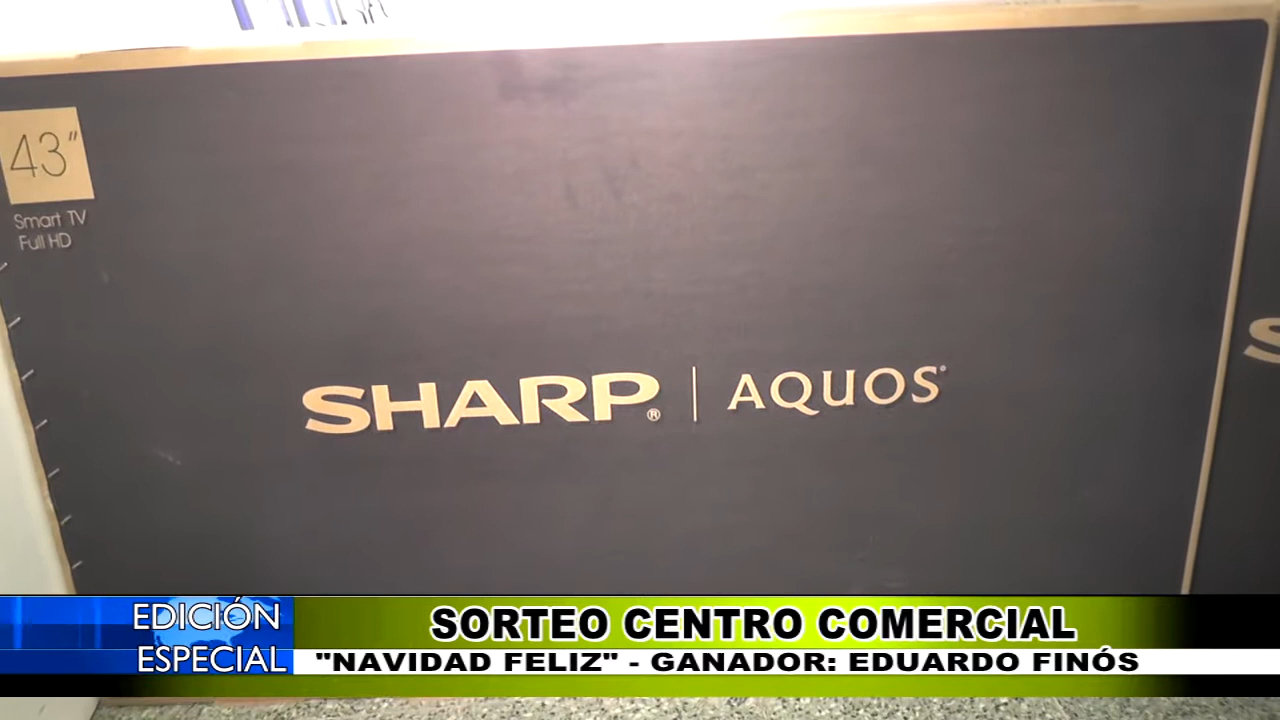 43"
Smart TV
Full HD
SHARP® | AQUOS
EDICIÓN
ESPECIAL
SORTEO CENTRO COMERCIAL
"NAVIDAD FELIZ" - GANADOR: EDUARDO FINÓS